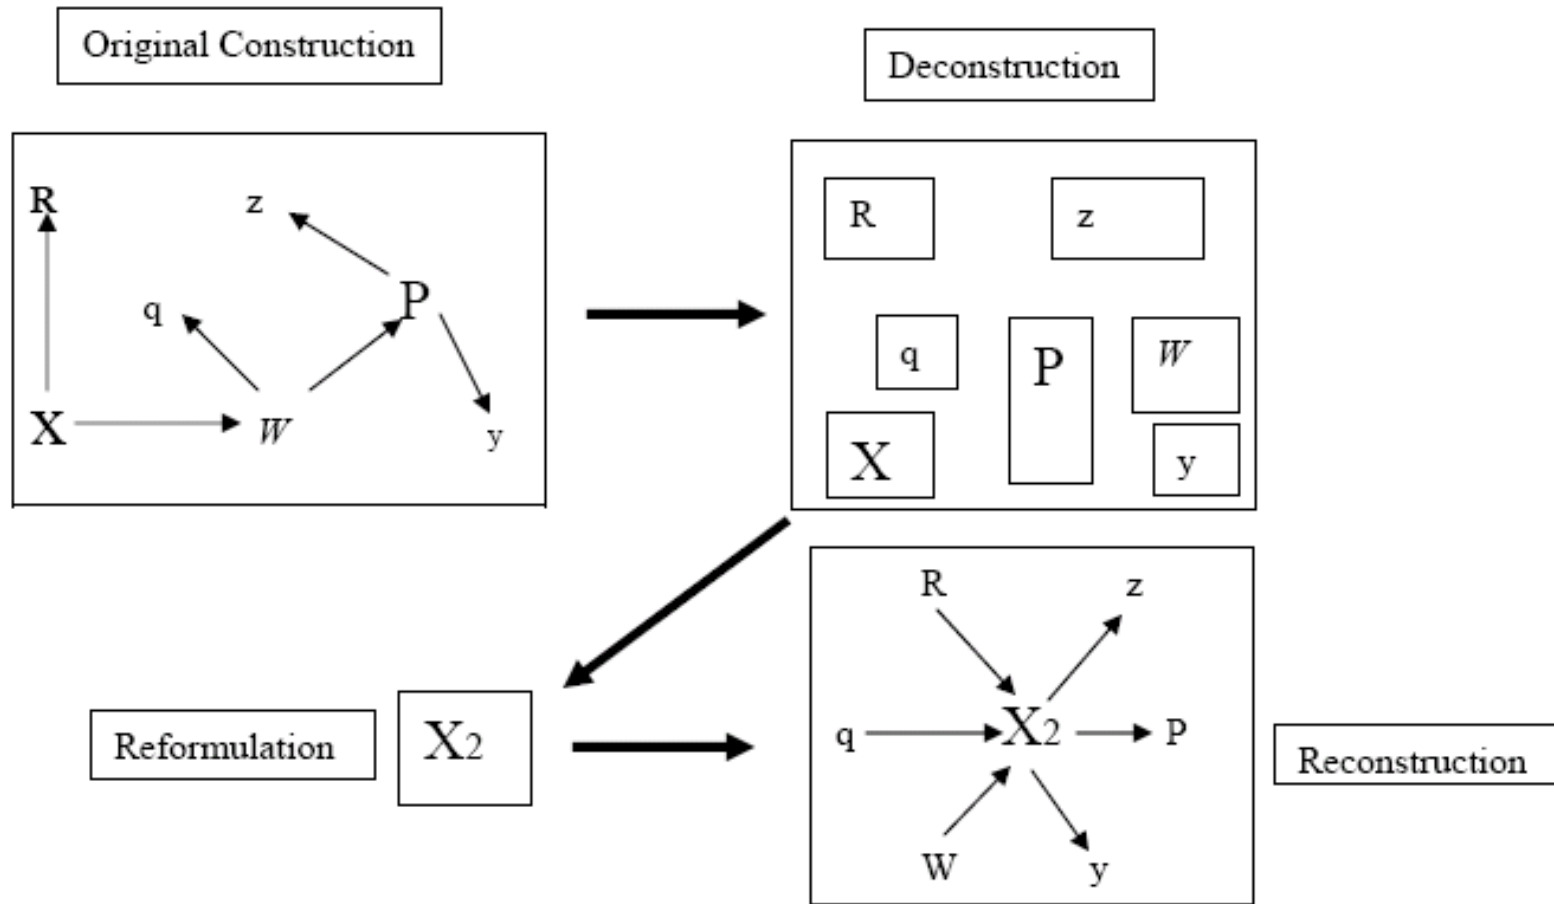 Original Construction
Deconstruction
R
z
q
P
X
W
y
R
z
q
P
W
X
y
Reformulation
X2
R
z
q
X2
P
W
y
Reconstruction